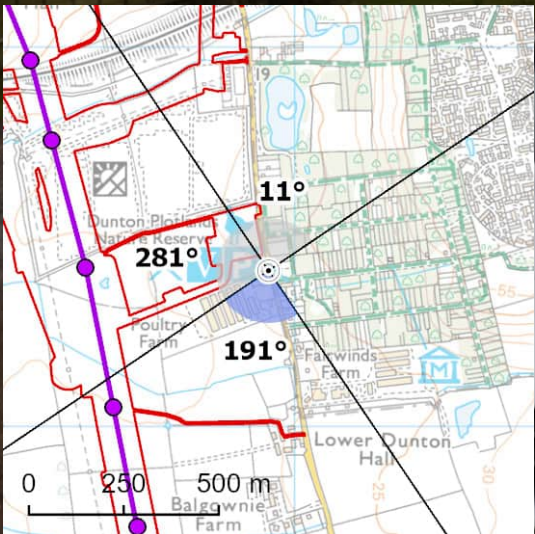 19
11°
Dunton Plotlands
Nature Reserve
281°
VP
55
Poultry
Farm
191°
Fairwinds
Farm
M
Lower Dunton
Hall
0 250 500 m
Balgownie
Farm
25
30